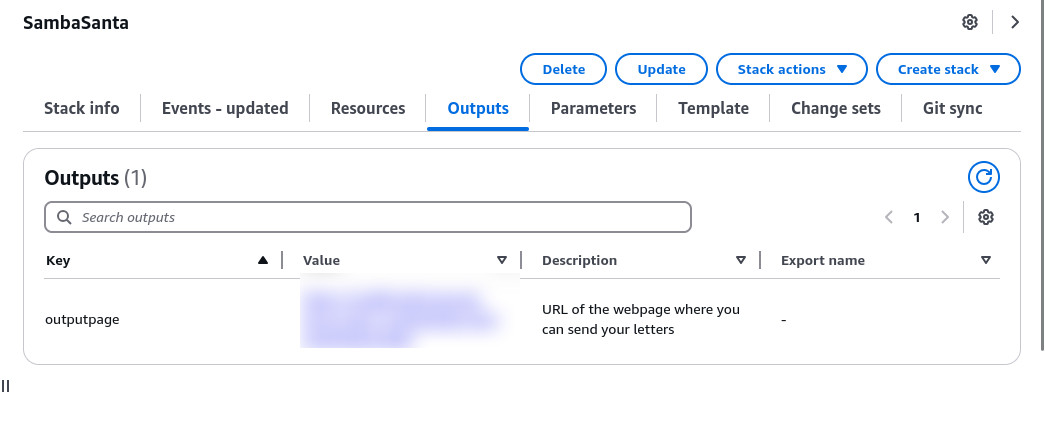 SambaSanta
Delete Update Stack actions Create stack
Stack info Events - updated Resources Outputs Parameters Template Change sets Git sync
Outputs (1)
Search outputs
1
Key Value Description Export name
outputpage URL of the webpage where you can send your letters -